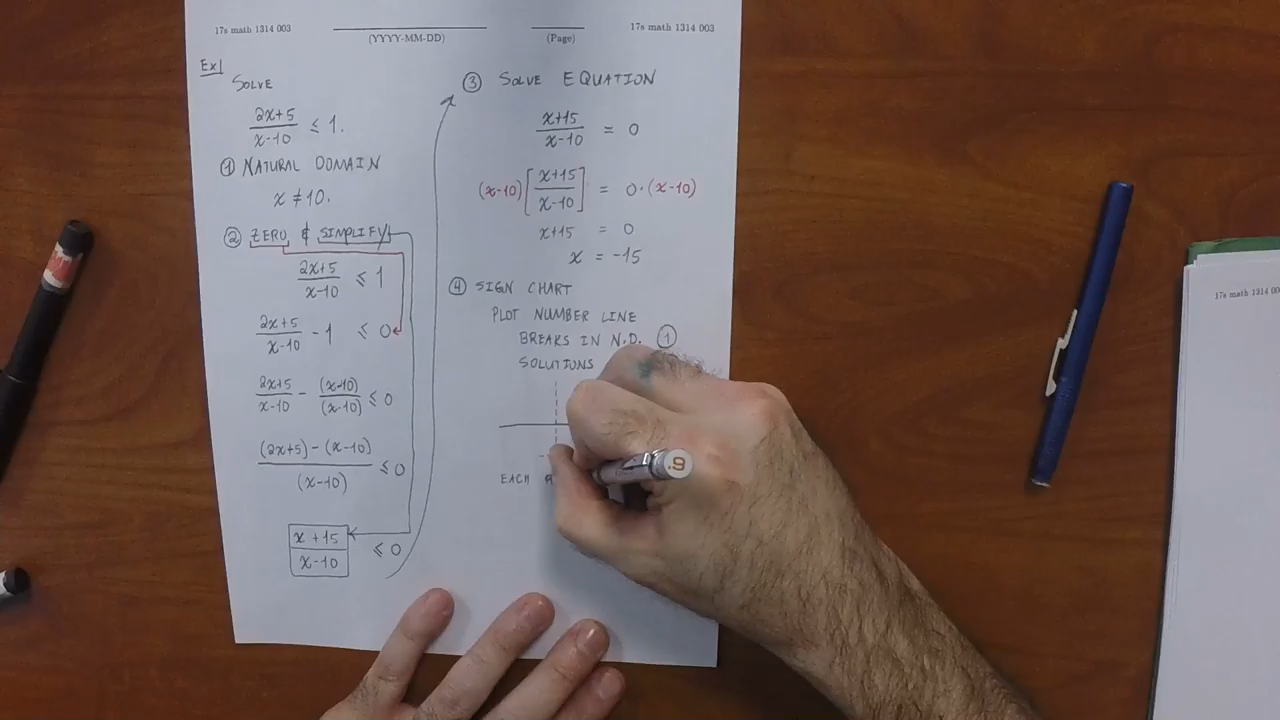 17s math 1314 003
(YYYY-MM-DD)
(Page)
17s math 1314 003
Ex1
SOLVE
2x+5
x-10
≤ 1.
① NATURAL DOMAIN
x ≠ 10.
② ZERO & SIMPLIFY
2x+5
x-10
≤ 1
2x+5
x-10
- 1 ≤ 0
2x+5
x-10
-
(x-10)
(x-10)
≤ 0
(2x+5) - (x-10)
(x-10)
≤ 0
x +15
x-10
≤ 0
③ SOLVE EQUATION
x+15
x-10
= 0
(x-10)
[
x+15
x-10
]
= 0·(x-10)
x+15 = 0
x = -15
④ SIGN CHART
PLOT NUMBER LINE
BREAKS IN N.D. ①
SOLUTIONS
EACH
17s math 1314